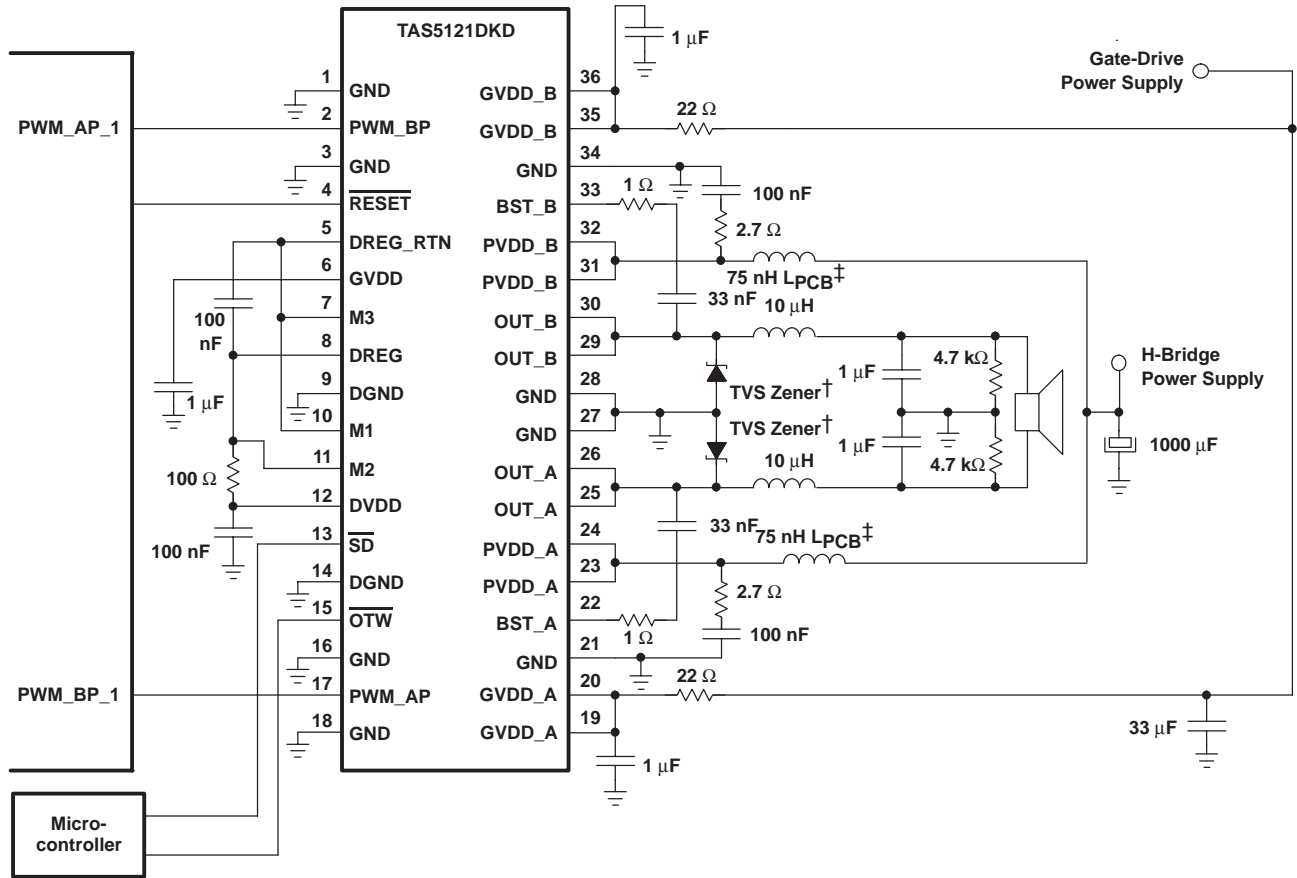 TAS5121DKD
1 μF
Gate-Drive
Power Supply
1
GND
36
GVDD_B
PWM_AP_1
2
PWM_BP
35
GVDD_B
22 Ω
3
GND
34
GND
4
RESET
33
BST_B
1 Ω
100 nF
5
DREG_RTN
32
PVDD_B
2.7 Ω
6
GVDD
31
PVDD_B
75 nH LPCB‡
100
nF
7
M3
30
OUT_B
33 nF
10 μH
8
DREG
29
OUT_B
4.7 kΩ
H-Bridge
Power Supply
1 μF
9
DGND
28
GND
1 μF
TVS Zener†
10
M1
27
GND
TVS Zener†
1000 μF
11
M2
26
OUT_A
10 μH
1 μF
4.7 kΩ
100 Ω
12
DVDD
25
OUT_A
100 nF
13
SD
24
PVDD_A
33 nF
75 nH LPCB‡
14
DGND
23
PVDD_A
2.7 Ω
15
OTW
22
BST_A
1 Ω
100 nF
16
GND
21
GND
PWM_BP_1
17
PWM_AP
20
GVDD_A
22 Ω
18
GND
19
GVDD_A
33 μF
1 μF
Micro-
controller